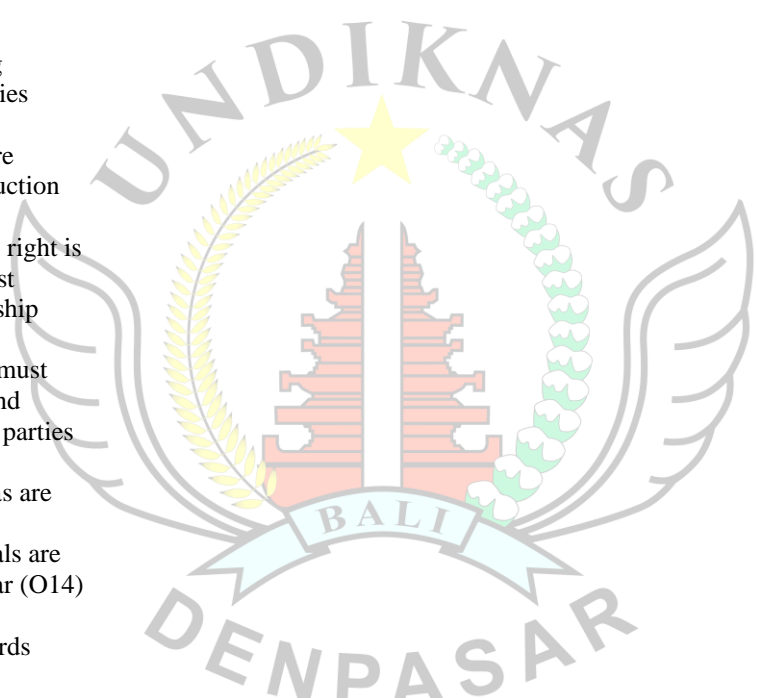 UNDIKNAS
ies
re
uction
right is
st
ship
must
nd
parties
s are
BALI
als are
ar (O14)
rds
DENPASAR